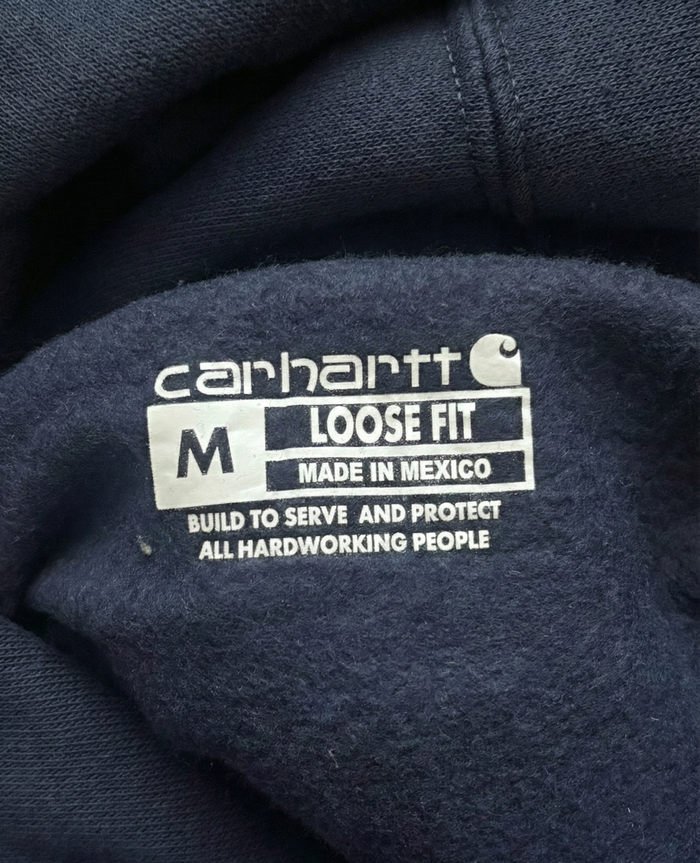 carhartt
M
LOOSE FIT
MADE IN MEXICO
BUILD TO SERVE AND PROTECT
ALL HARDWORKING PEOPLE